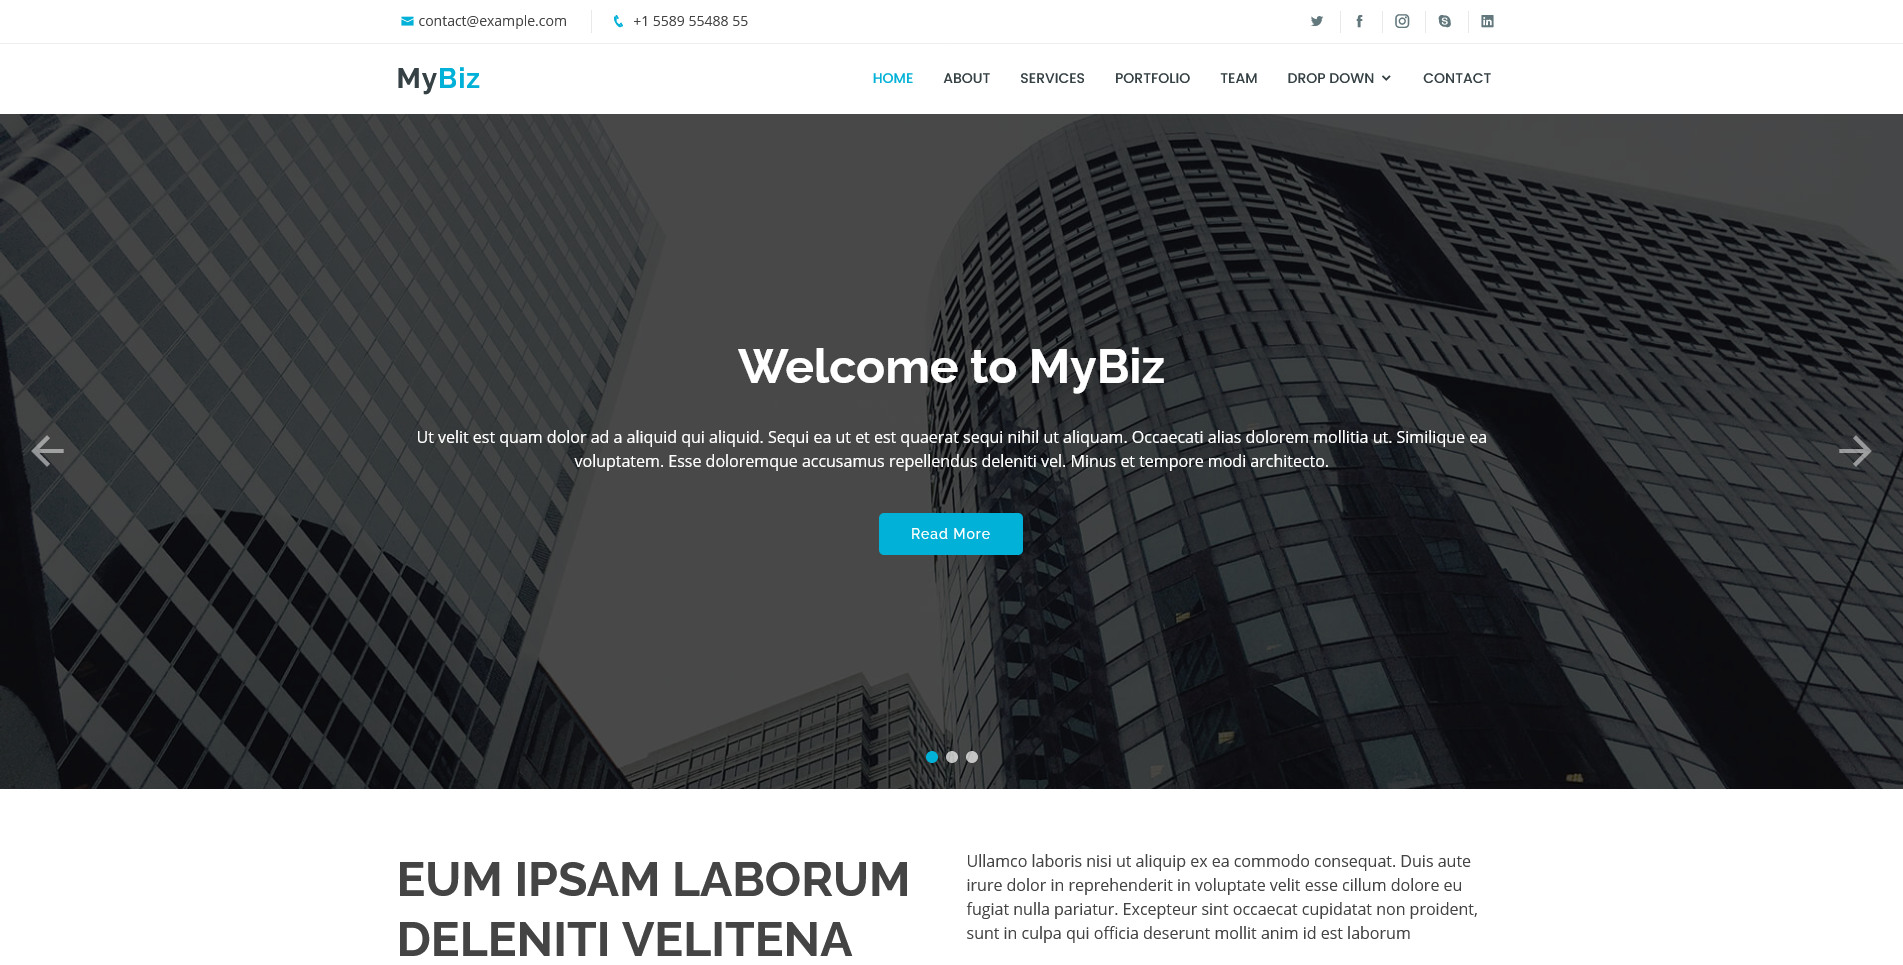 contact@example.com
+1 5589 55488 55
MyBiz
HOME ABOUT SERVICES PORTFOLIO TEAM DROP DOWN CONTACT
Welcome to MyBiz
Ut velit est quam dolor ad a aliquid qui aliquid. Sequi ea ut et est quaerat sequi nihil ut aliquam. Occaecati alias dolorem mollitia ut. Similique ea
voluptatem. Esse doloremque accusamus repellendus deleniti vel. Minus et tempore modi architecto.
Read More
EUM IPSAM LABORUM
DELENITI VELITENA
Ullamco laboris nisi ut aliquip ex ea commodo consequat. Duis aute
irure dolor in reprehenderit in voluptate velit esse cillum dolore eu
fugiat nulla pariatur. Excepteur sint occaecat cupidatat non proident,
sunt in culpa qui officia deserunt mollit anim id est laborum